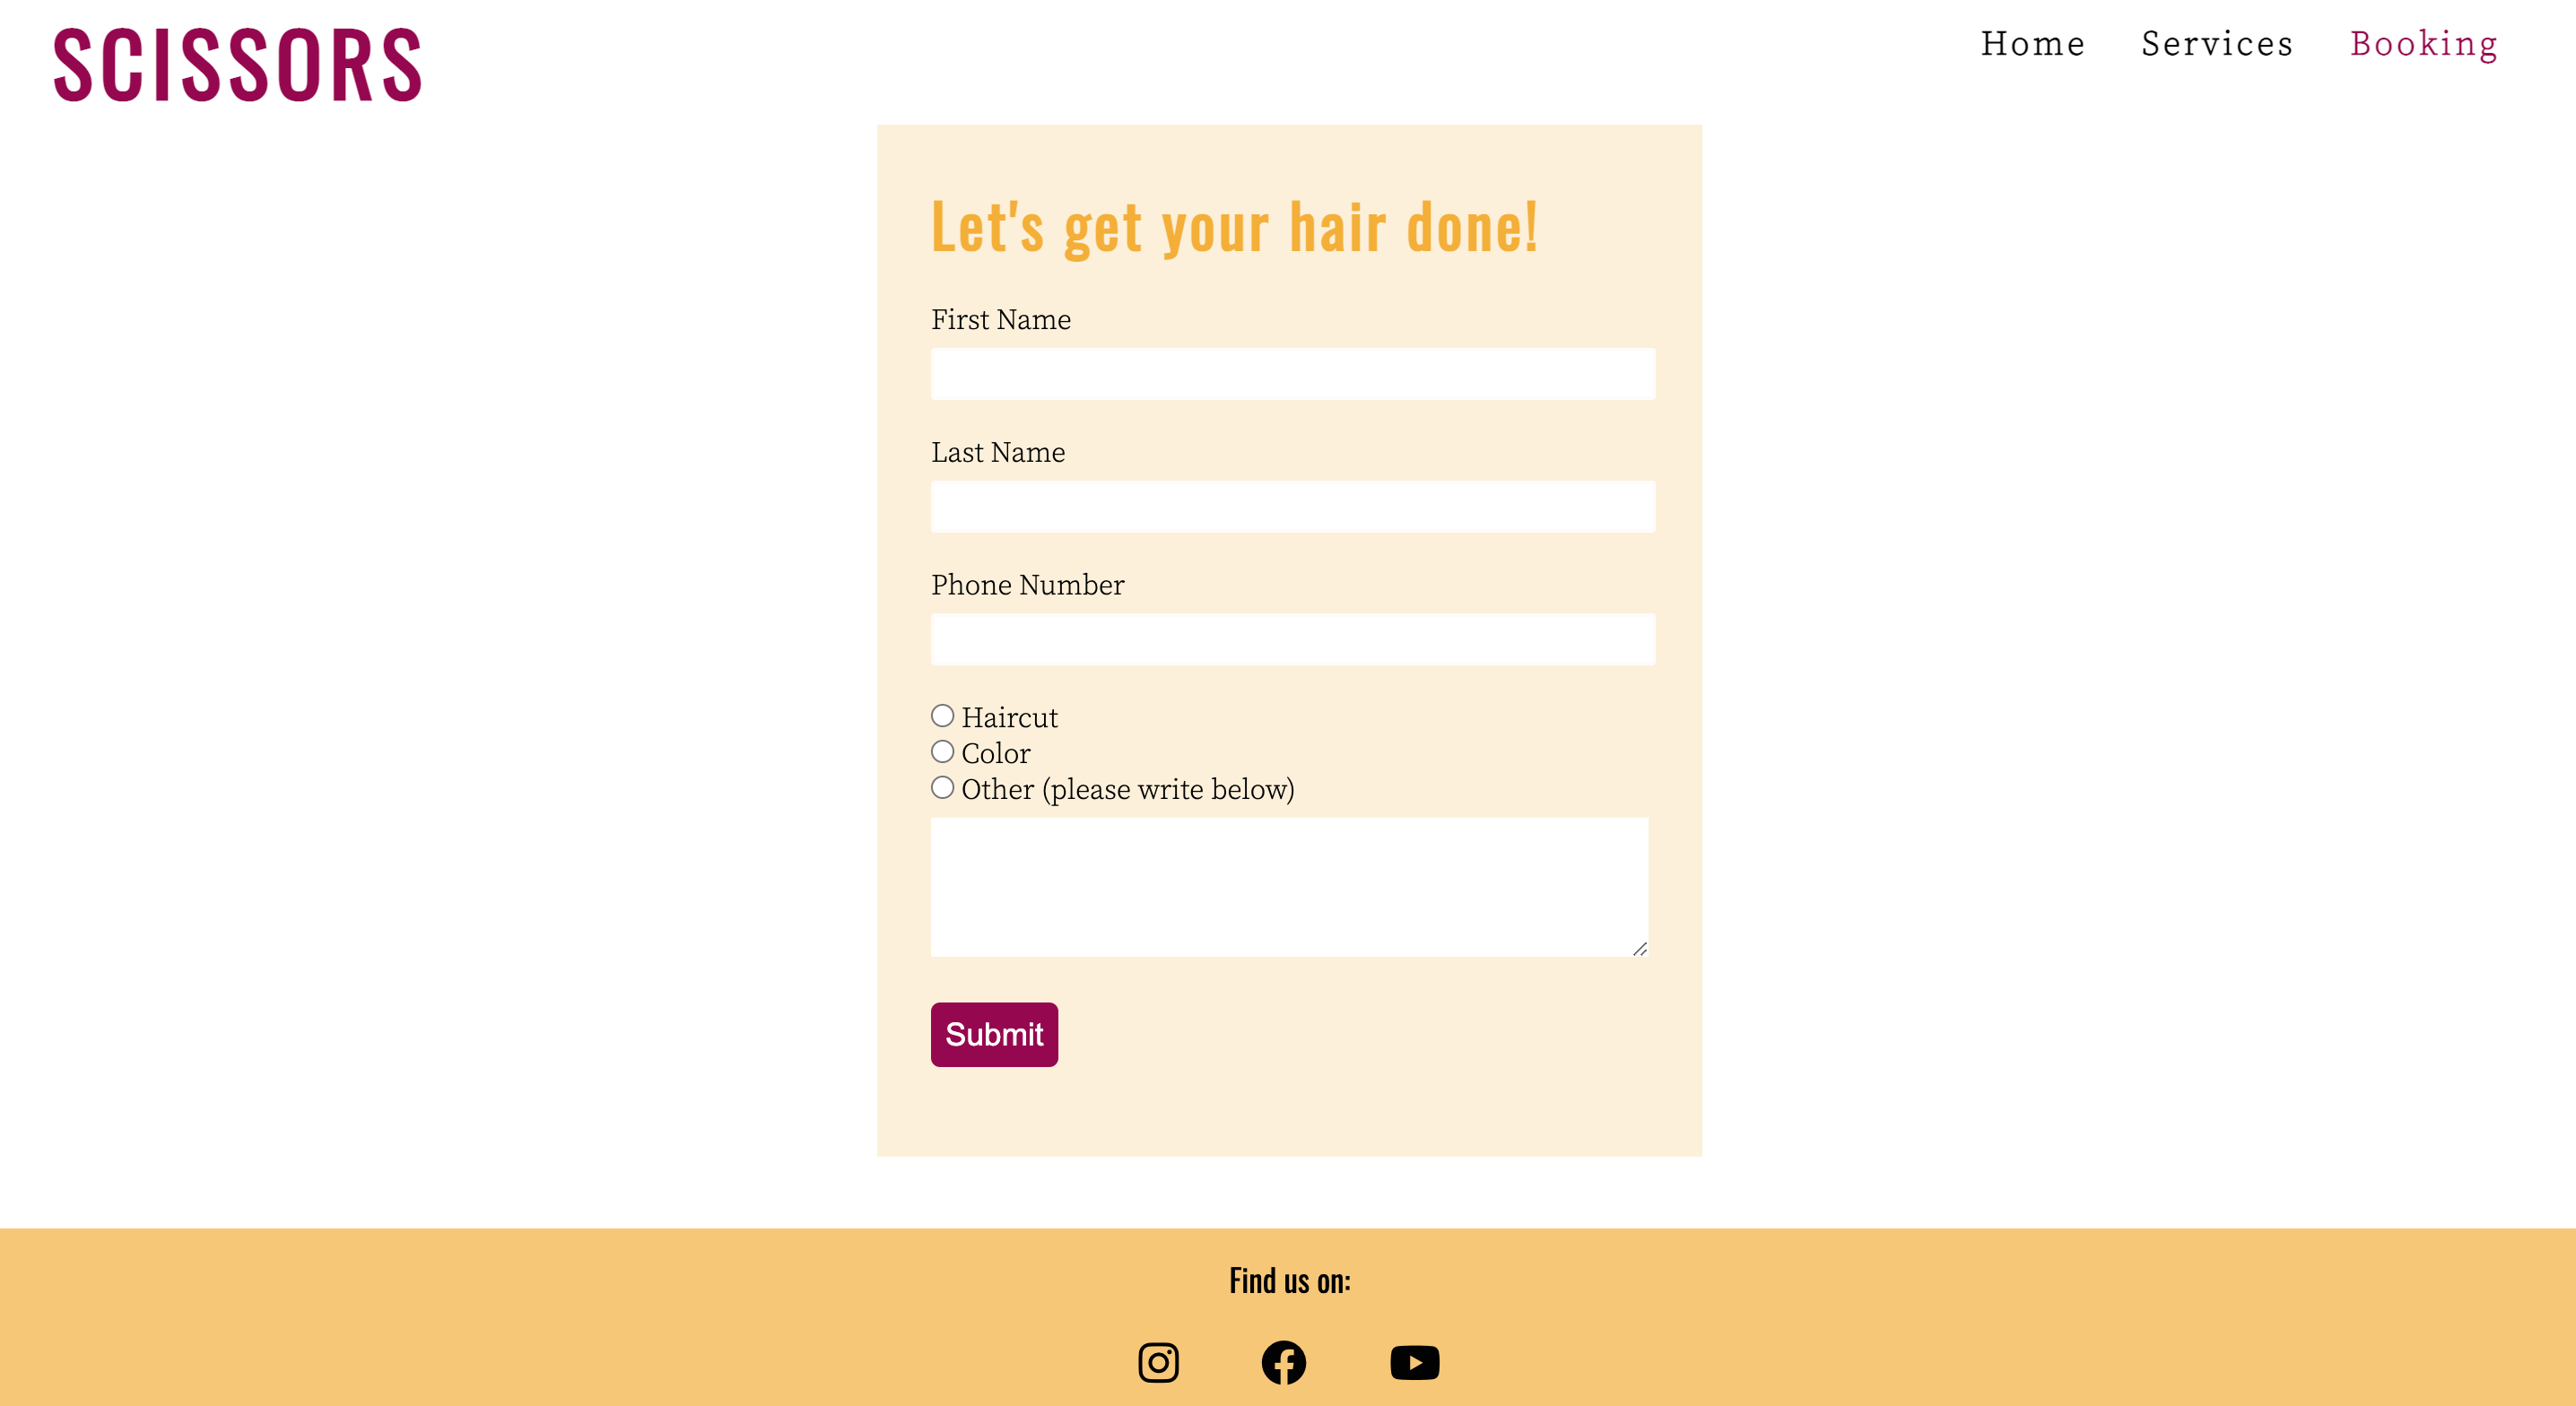 SCISSORS
Home Services Booking
Let's get your hair done!
First Name
Last Name
Phone Number
Haircut
Color
Other (please write below)
Submit
Find us on: